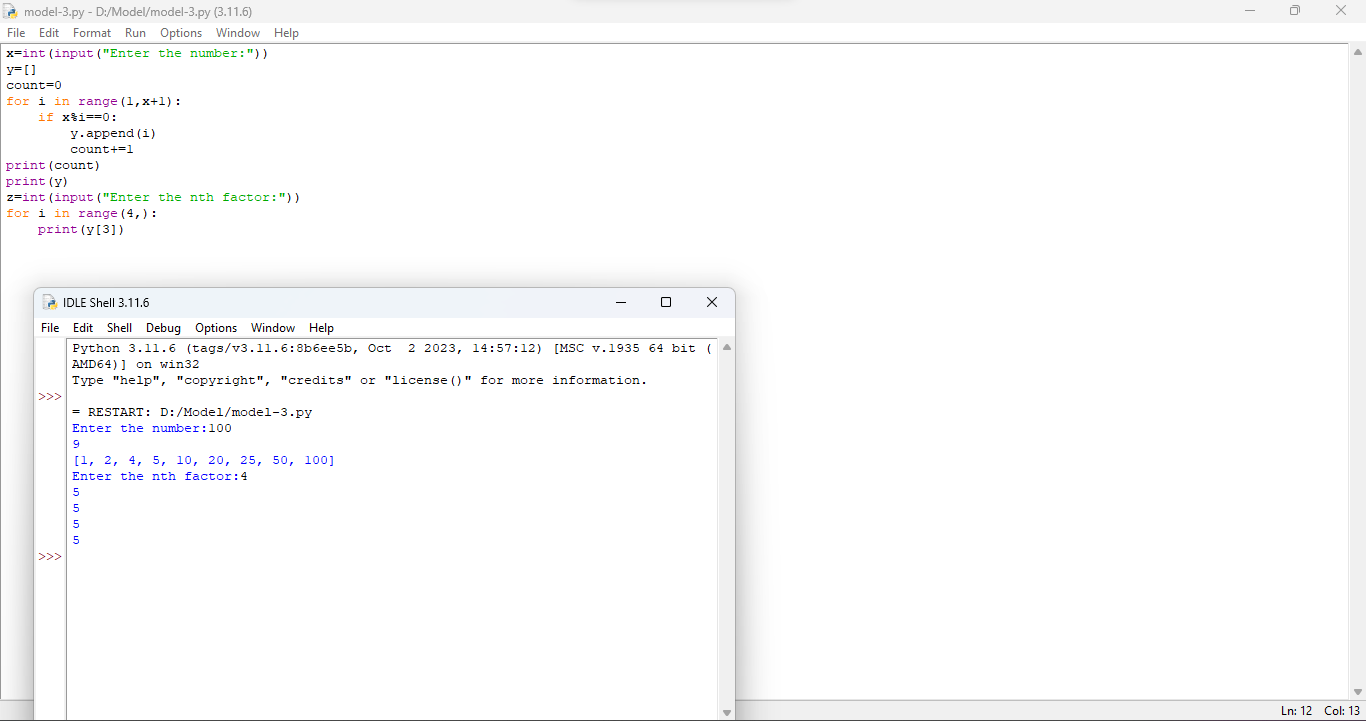 model-3.py - D:/Model/model-3.py (3.11.6)
File Edit Format Run Options Window Help
x=int(input("Enter the number:"))
y=[]
count=0
for i in range(1,x+1):
    if x%i==0:
        y.append(i)
        count+=1
print(count)
print(y)
z=int(input("Enter the nth factor:"))
for i in range(4,):
    print(y[3])
IDLE Shell 3.11.6
File Edit Shell Debug Options Window Help
Python 3.11.6 (tags/v3.11.6:8b6ee5b, Oct  2 2023, 14:57:12) [MSC v.1935 64 bit (
AMD64)] on win32
Type "help", "copyright", "credits" or "license()" for more information.
>>>
= RESTART: D:/Model/model-3.py
Enter the number:100
9
[1, 2, 4, 5, 10, 20, 25, 50, 100]
Enter the nth factor:4
5
5
5
5
>>>
Ln: 12 Col: 13